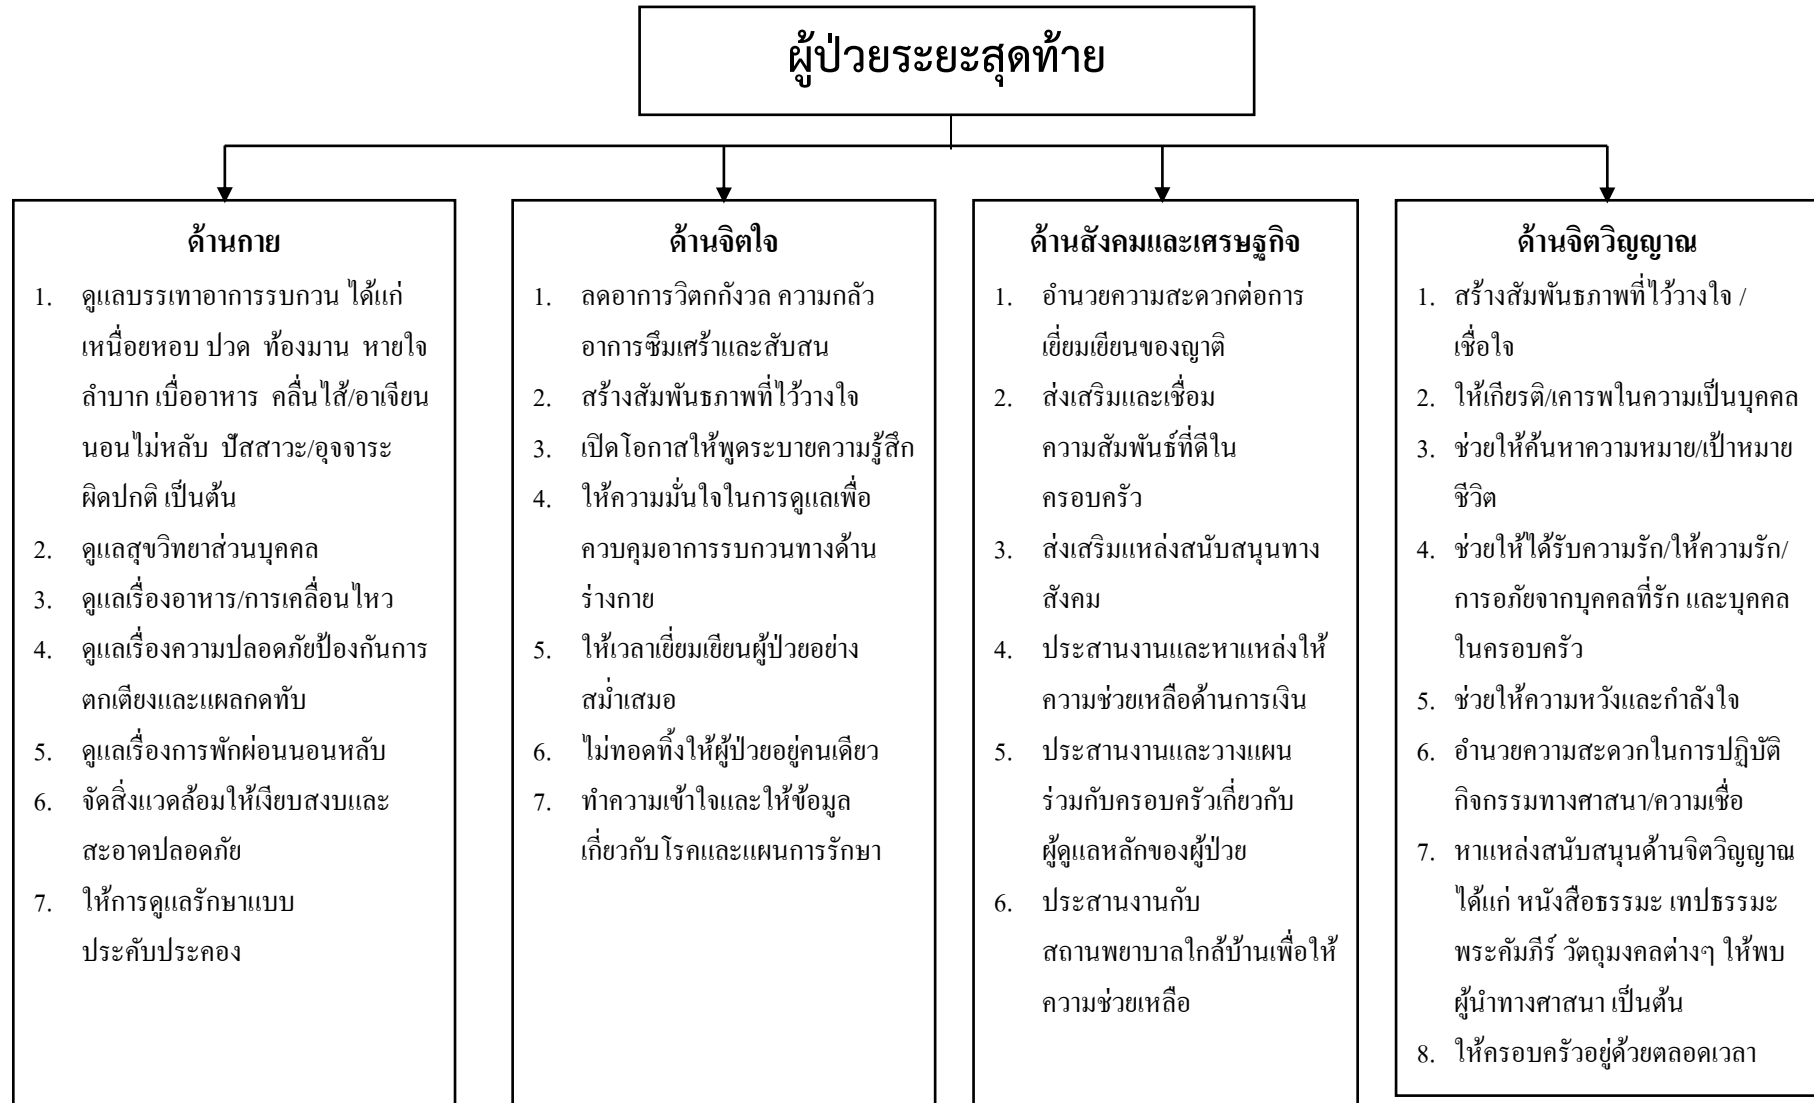 ผู้ป่วยระยะสุดท้าย
ด้านกาย
1. ดูแลบรรเทาอาการรบกวน ได้แก่
เหนื่อยหอบ ปวด ท้องมาน หายใจ
ลำบาก เบื่ออาหาร คลื่นไส้/อาเจียน
นอนไม่หลับ ปัสสาวะ/อุจจาระ
ผิดปกติ เป็นต้น
2. ดูแลสุขวิทยาส่วนบุคคล
3. ดูแลเรื่องอาหาร/การเคลื่อนไหว
4. ดูแลเรื่องความปลอดภัยป้องกันการ
ตกเตียงและแผลกดทับ
5. ดูแลเรื่องการพักผ่อนนอนหลับ
6. จัดสิ่งแวดล้อมให้เงียบสงบและ
สะอาดปลอดภัย
7. ให้การดูแลรักษาแบบ
ประคับประคอง
ด้านจิตใจ
1. ลดอาการวิตกกังวล ความกลัว
อาการซึมเศร้าและสับสน
2. สร้างสัมพันธภาพที่ไว้วางใจ
3. เปิดโอกาสให้พูดระบายความรู้สึก
4. ให้ความมั่นใจในการดูแลเพื่อ
ควบคุมอาการรบกวนทางด้าน
ร่างกาย
5. ให้เวลาเยี่ยมเยียนผู้ป่วยอย่าง
สม่ำเสมอ
6. ไม่ทอดทิ้งให้ผู้ป่วยอยู่คนเดียว
7. ทำความเข้าใจและให้ข้อมูล
เกี่ยวกับโรคและแผนการรักษา
ด้านสังคมและเศรษฐกิจ
1. อำนวยความสะดวกต่อการ
เยี่ยมเยียนของญาติ
2. ส่งเสริมและเชื่อม
ความสัมพันธ์ที่ดีใน
ครอบครัว
3. ส่งเสริมแหล่งสนับสนุนทาง
สังคม
4. ประสานงานและหาแหล่งให้
ความช่วยเหลือด้านการเงิน
5. ประสานงานและวางแผน
ร่วมกับครอบครัวเกี่ยวกับ
ผู้ดูแลหลักของผู้ป่วย
6. ประสานงานกับ
สถานพยาบาลใกล้บ้านเพื่อให้
ความช่วยเหลือ
ด้านจิตวิญญาณ
1. สร้างสัมพันธภาพที่ไว้วางใจ /
เชื่อใจ
2. ให้เกียรติ/เคารพในความเป็นบุคคล
3. ช่วยให้ค้นหาความหมาย/เป้าหมาย
ชีวิต
4. ช่วยให้ได้รับความรัก/ให้ความรัก/
การอภัยจากบุคคลที่รัก และบุคคล
ในครอบครัว
5. ช่วยให้ความหวังและกำลังใจ
6. อำนวยความสะดวกในการปฏิบัติ
กิจกรรมทางศาสนา/ความเชื่อ
7. หาแหล่งสนับสนุนด้านจิตวิญญาณ
ได้แก่ หนังสือธรรมะ เทปธรรมะ
พระคัมภีร์ วัตถุมงคลต่างๆ ให้พบ
ผู้นำทางศาสนา เป็นต้น
8. ให้ครอบครัวอยู่ด้วยตลอดเวลา